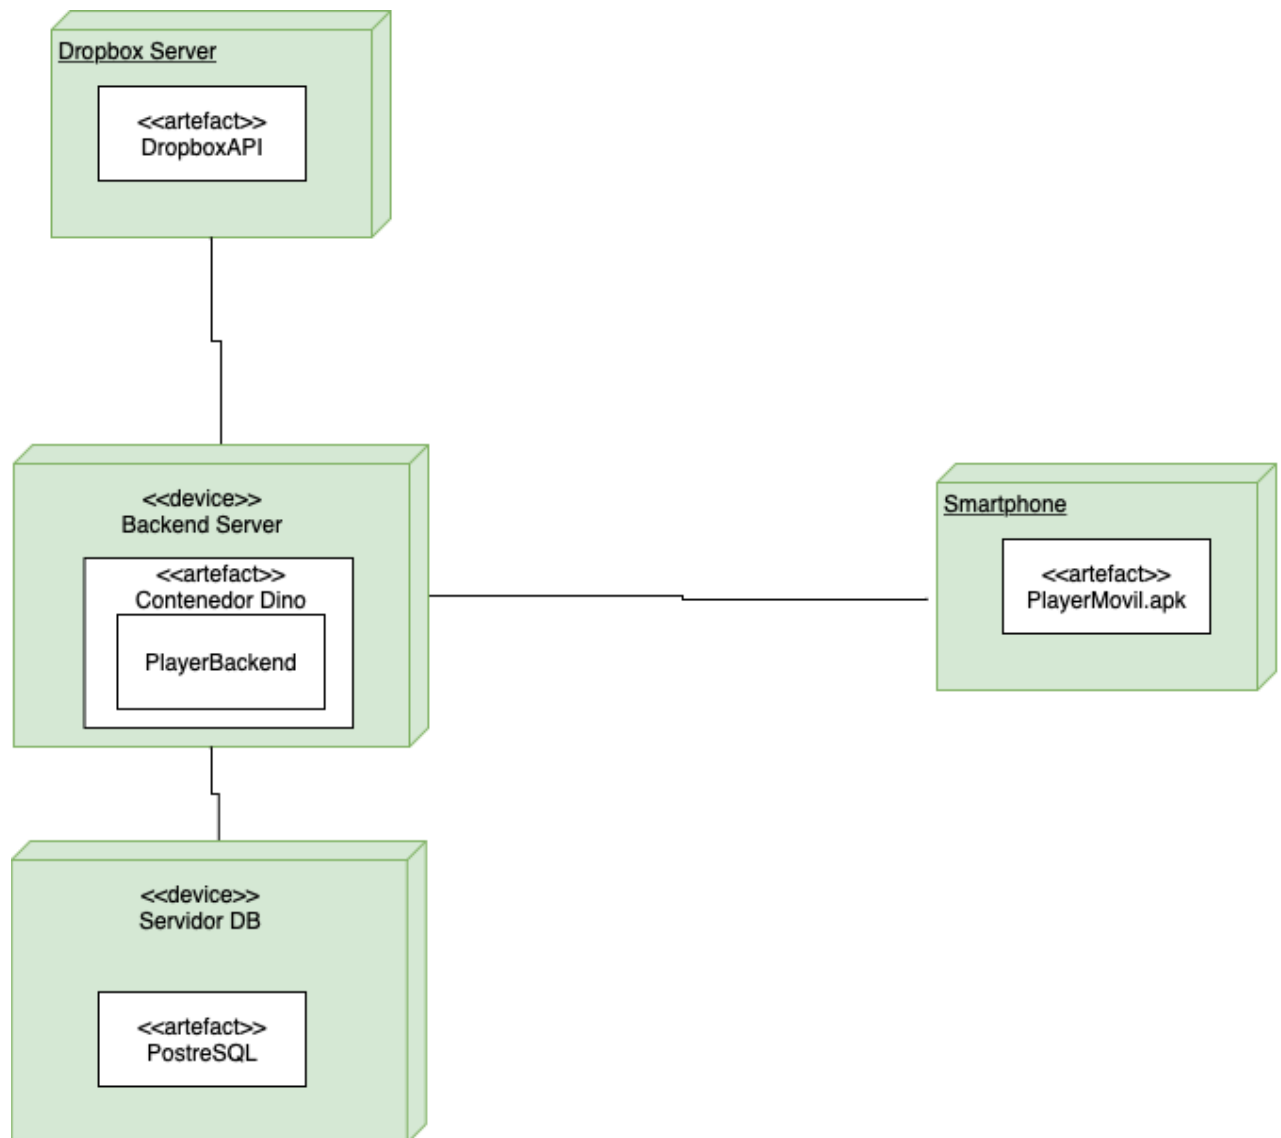 Dropbox Server
<<artefact>>
DropboxAPI
<<device>>
Backend Server
<<artefact>>
Contenedor Dino
PlayerBackend
Smartphone
<<artefact>>
PlayerMovil.apk
<<device>>
Servidor DB
<<artefact>>
PostreSQL